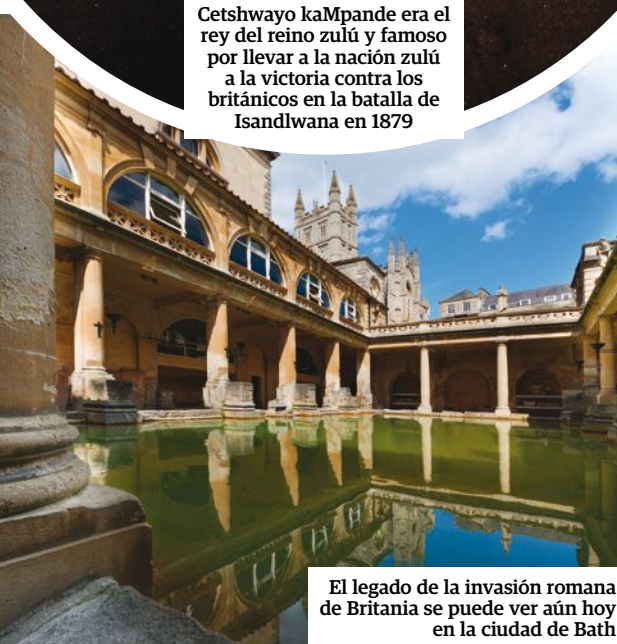 Cetshwayo kaMpande era el
rey del reino zulú y famoso
por llevar a la nación zulú
a la victoria contra los
británicos en la batalla de
Isandlwana en 1879
El legado de la invasión romana
de Britania se puede ver aún hoy
en la ciudad de Bath